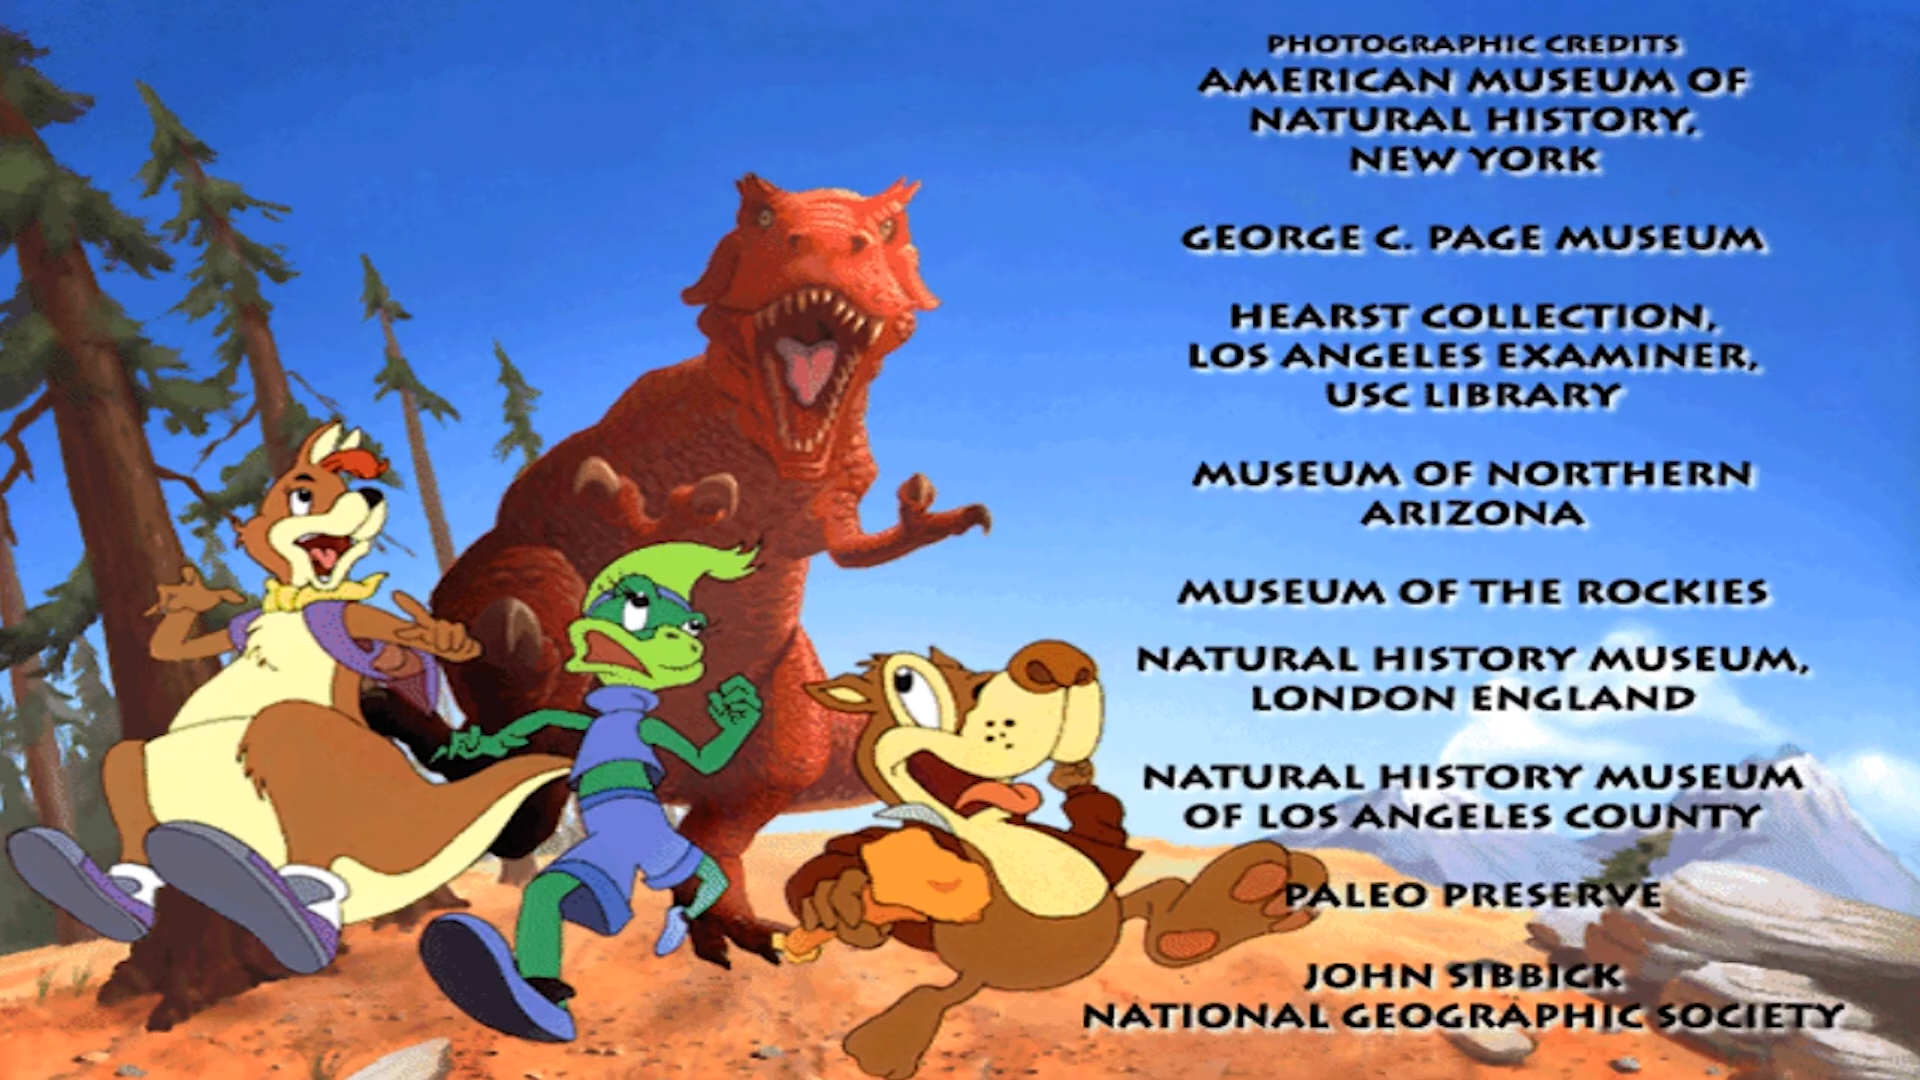 PHOTOGRAPHIC CREDITS
AMERICAN MUSEUM OF
NATURAL HISTORY,
NEW YORK
GEORGE C. PAGE MUSEUM
HEARST COLLECTION,
LOS ANGELES EXAMINER,
USC LIBRARY
MUSEUM OF NORTHERN
ARIZONA
MUSEUM OF THE ROCKIES
NATURAL HISTORY MUSEUM,
LONDON ENGLAND
NATURAL HISTORY MUSEUM
OF LOS ANGELES COUNTY
PALEO PRESERVE
JOHN SIBBICK
NATIONAL GEOGRAPHIC SOCIETY